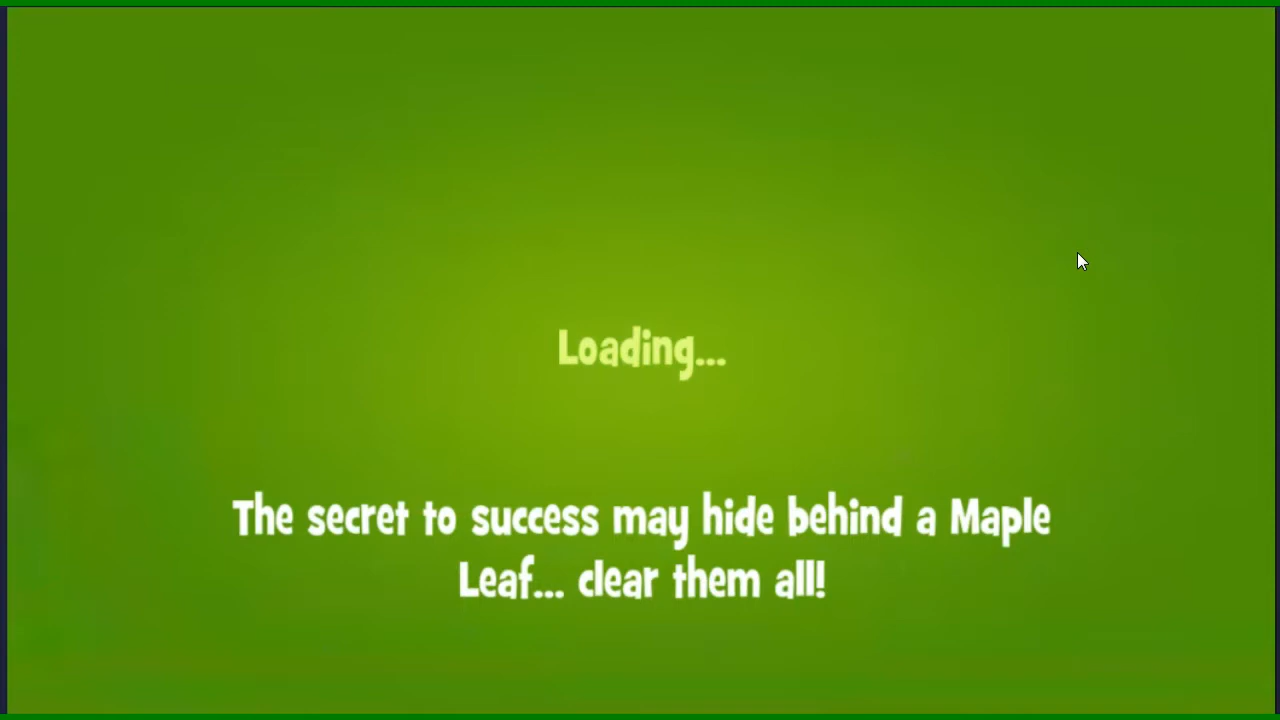 Loading...
The secret to success may hide behind a Maple
Leaf... clear them all!